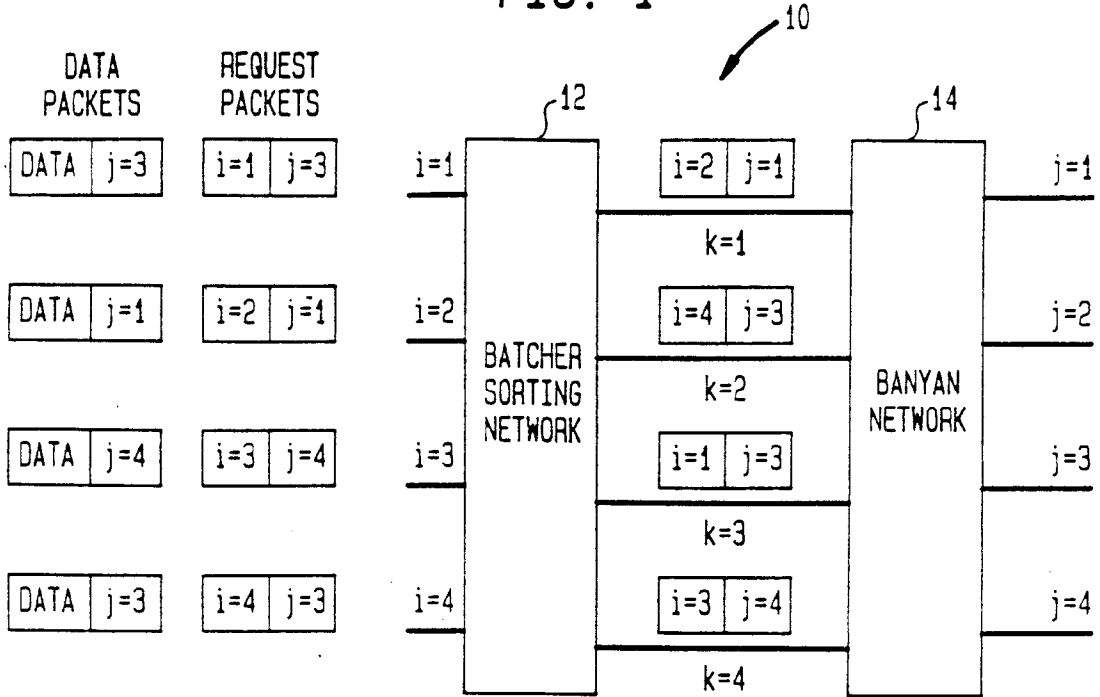 FIG. 1
10
DATA PACKETS
REQUEST PACKETS
12
14
DATA j=3
i=1 j=3
i=1
i=2 j=1
j=1
k=1
DATA j=1
i=2 j=1
i=2
i=4 j=3
j=2
k=2
BATCHER SORTING NETWORK
BANYAN NETWORK
DATA j=4
i=3 j=4
i=3
i=1 j=3
j=3
k=3
DATA j=3
i=4 j=3
i=4
i=3 j=4
j=4
k=4